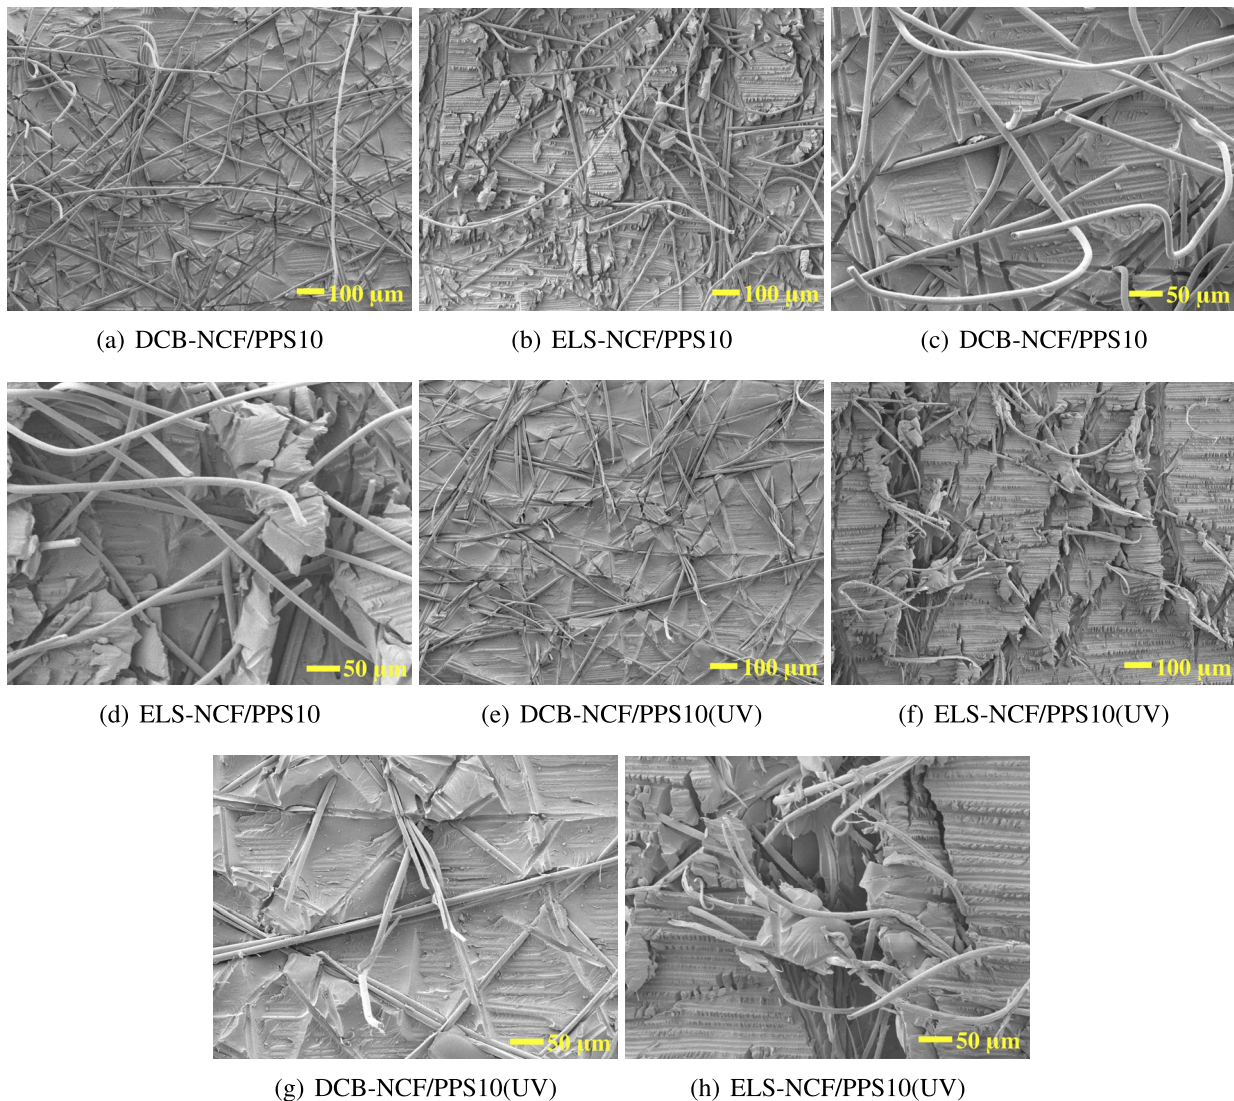 100 µm
100 µm
50 µm
(a) DCB-NCF/PPS10
(b) ELS-NCF/PPS10
(c) DCB-NCF/PPS10
50 µm
100 µm
100 µm
(d) ELS-NCF/PPS10
(e) DCB-NCF/PPS10(UV)
(f) ELS-NCF/PPS10(UV)
50 µm
50 µm
(g) DCB-NCF/PPS10(UV)
(h) ELS-NCF/PPS10(UV)